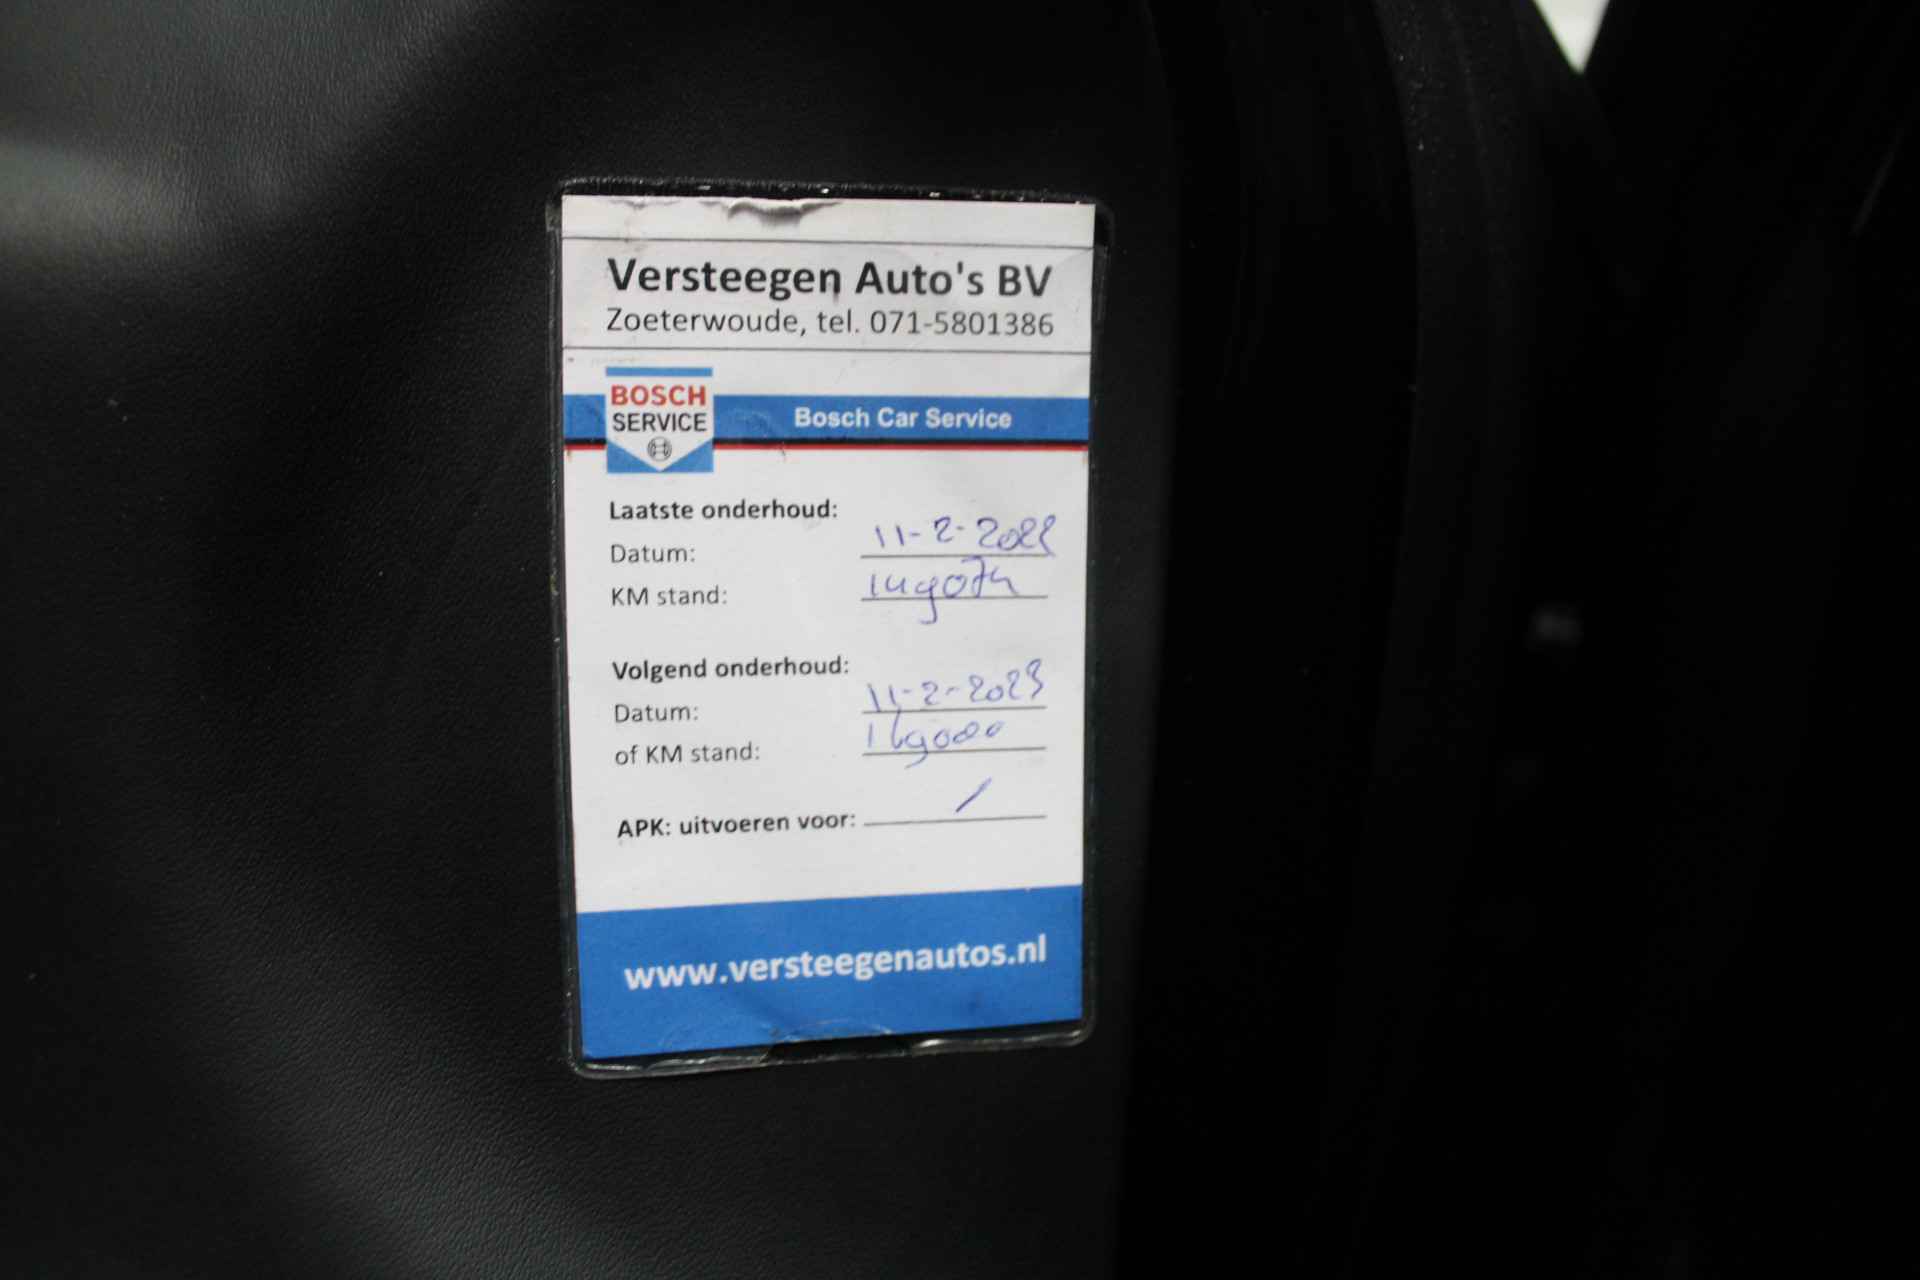 Versteegen Auto's BV
Zoeterwoude, tel. 071-5801386
BOSCH
SERVICE
Bosch Car Service
Laatste onderhoud:
Datum: 11-2-2022
KM stand: 149074
Volgend onderhoud:
Datum: 11-2-2023
of KM stand: 169000
APK: uitvoeren voor: /
www.versteegenautos.nl